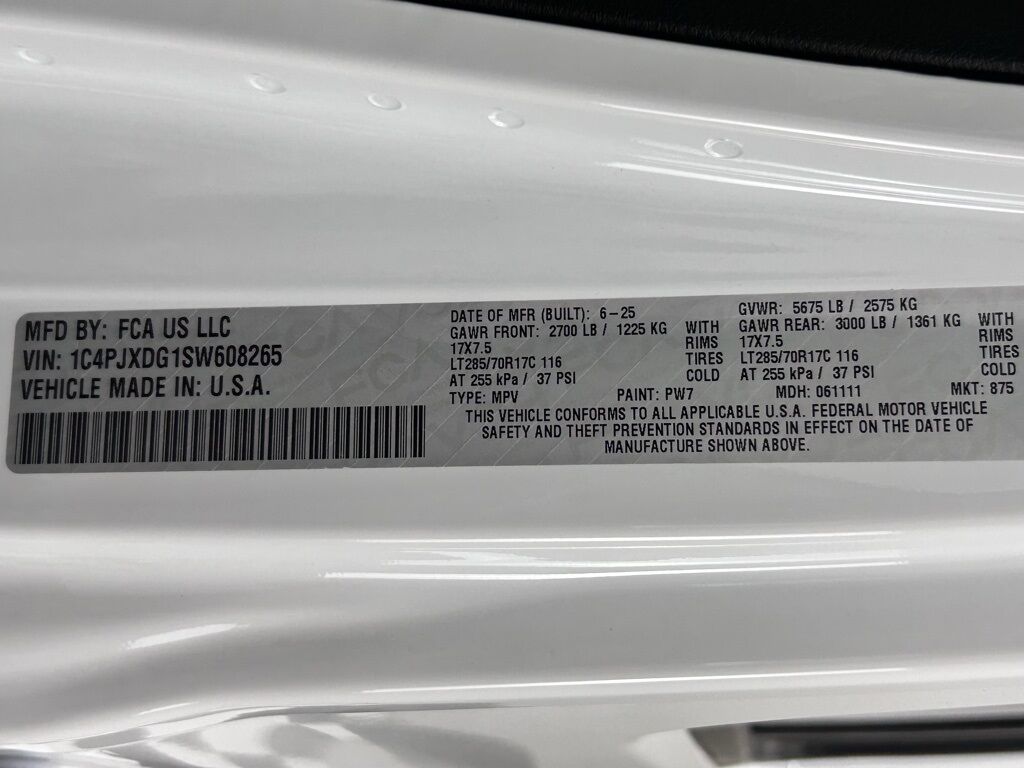 MFD BY: FCA US LLC
VIN: 1C4PJXDG1SW608265
VEHICLE MADE IN: U.S.A.
DATE OF MFR (BUILT): 6-25
GAWR FRONT: 2700 LB / 1225 KG WITH
17X7.5 RIMS
LT285/70R17C 116 TIRES
AT 255 kPa / 37 PSI COLD
GVWR: 5675 LB / 2575 KG
GAWR REAR: 3000 LB / 1361 KG WITH
17X7.5 RIMS
LT285/70R17C 116 TIRES
AT 255 kPa / 37 PSI COLD
TYPE: MPV PAINT: PW7 MDH: 061111 MKT: 875
THIS VEHICLE CONFORMS TO ALL APPLICABLE U.S.A. FEDERAL MOTOR VEHICLE
SAFETY AND THEFT PREVENTION STANDARDS IN EFFECT ON THE DATE OF
MANUFACTURE SHOWN ABOVE.